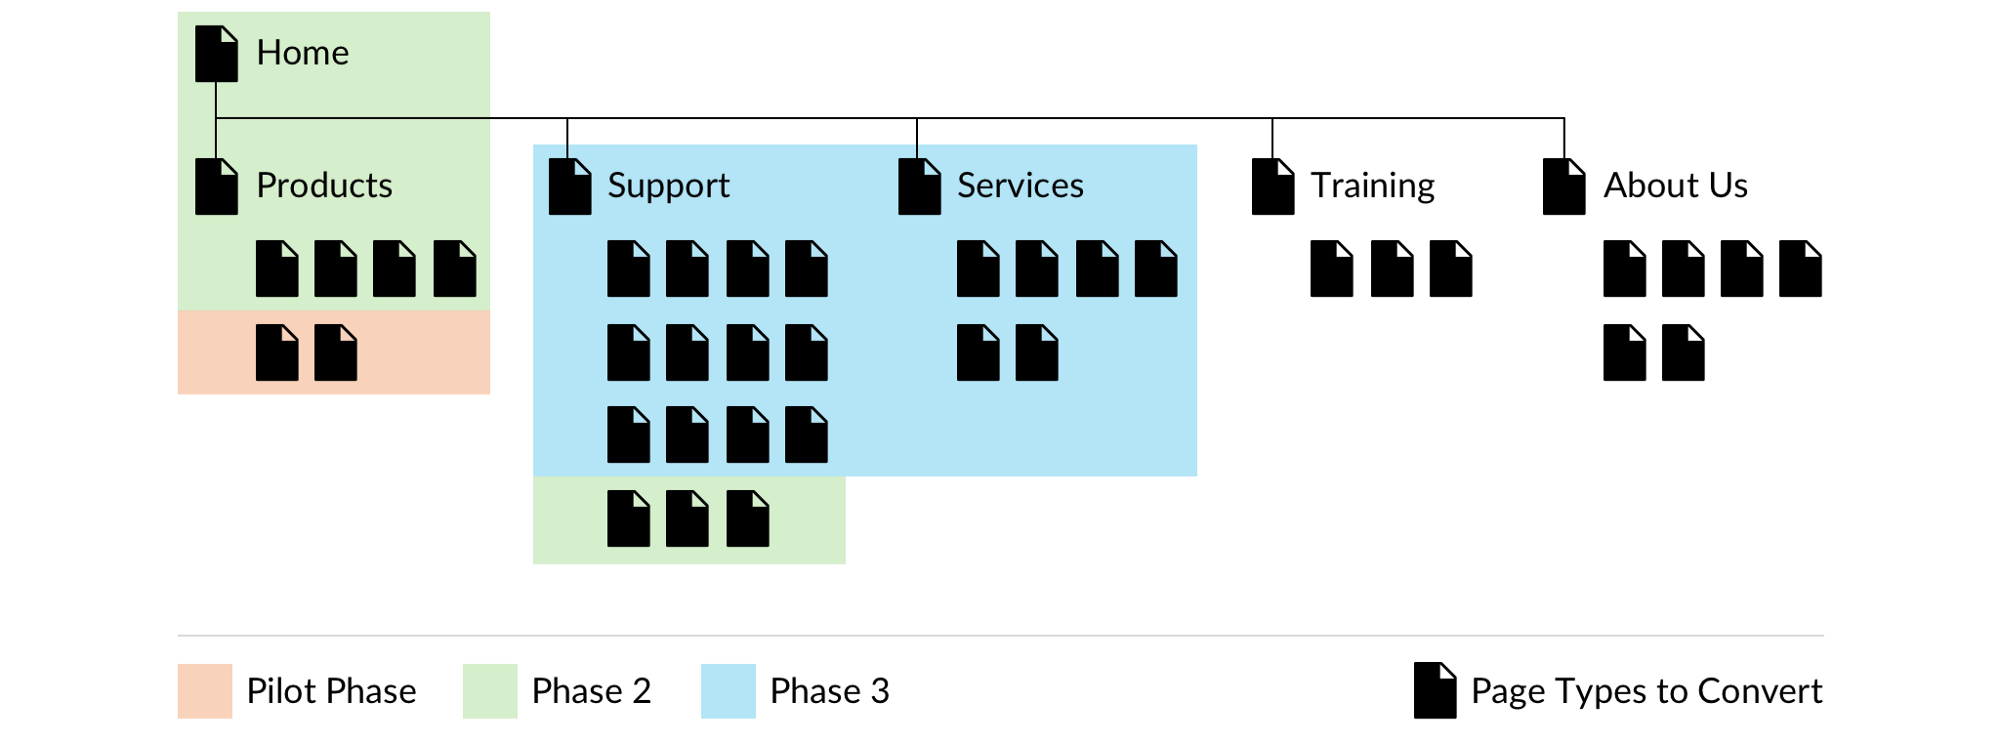 Home
Products
Support
Services
Training
About Us
Pilot Phase
Phase 2
Phase 3
Page Types to Convert